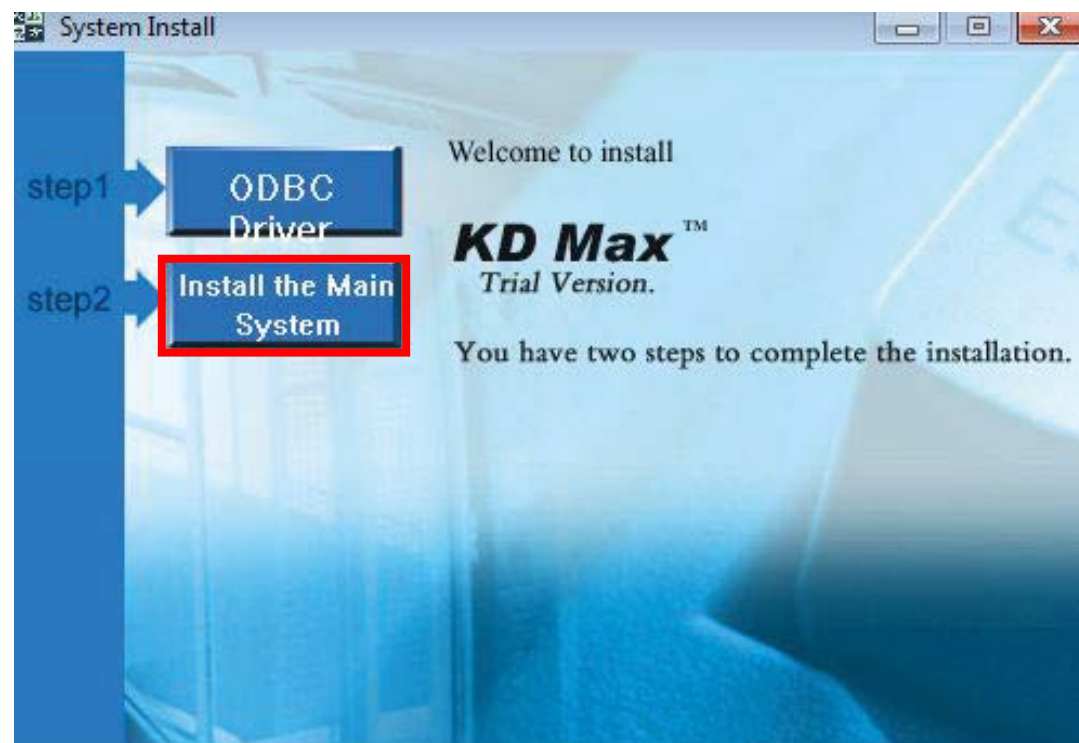 System Install
Welcome to install
step1
ODBC
Driver
KD Max™
Trial Version.
step2
Install the Main
System
You have two steps to complete the installation.